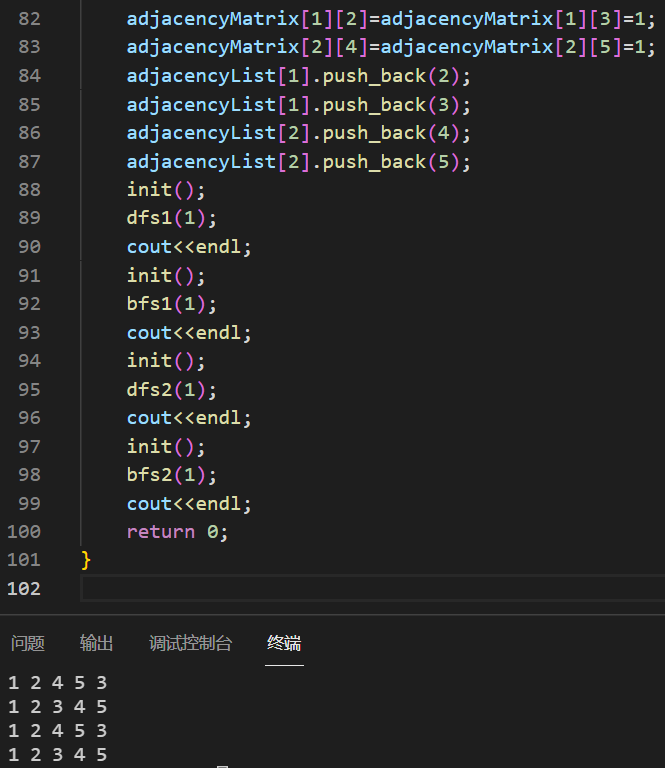 82 adjacencyMatrix[1][2]=adjacencyMatrix[1][3]=1;
83 adjacencyMatrix[2][4]=adjacencyMatrix[2][5]=1;
84 adjacencyList[1].push_back(2);
85 adjacencyList[1].push_back(3);
86 adjacencyList[2].push_back(4);
87 adjacencyList[2].push_back(5);
88 init();
89 dfs1(1);
90 cout<<endl;
91 init();
92 bfs1(1);
93 cout<<endl;
94 init();
95 dfs2(1);
96 cout<<endl;
97 init();
98 bfs2(1);
99 cout<<endl;
100 return 0;
101 }
102
问题 输出 调试控制台 终端
1 2 4 5 3
1 2 3 4 5
1 2 4 5 3
1 2 3 4 5